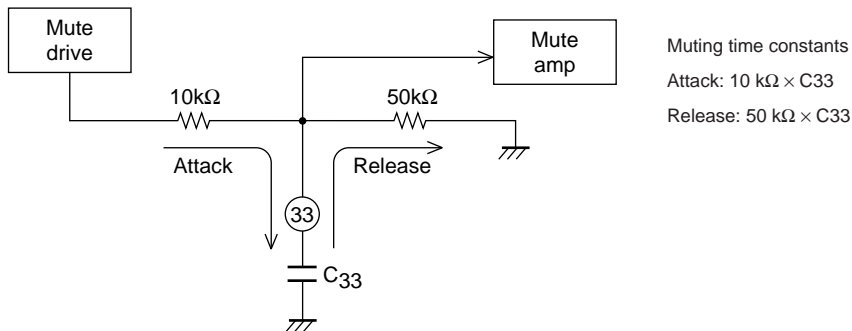 Mute
drive
Mute
amp
Muting time constants
Attack: 10 kΩ × C33
Release: 50 kΩ × C33
10kΩ
50kΩ
Attack
Release
33
C33